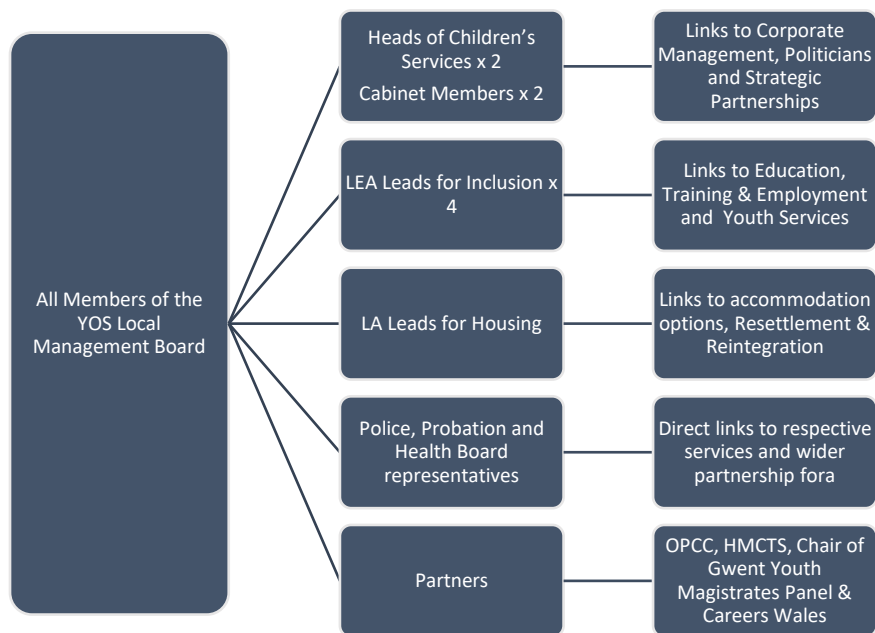 All Members of the
YOS Local
Management Board
Heads of Children’s
Services x 2
Cabinet Members x 2
Links to Corporate
Management, Politicians
and Strategic
Partnerships
LEA Leads for Inclusion x
4
Links to Education,
Training & Employment
and Youth Services
LA Leads for Housing
Links to accommodation
options, Resettlement &
Reintegration
Police, Probation and
Health Board
representatives
Direct links to respective
services and wider
partnership fora
Partners
OPCC, HMCTS, Chair of
Gwent Youth
Magistrates Panel &
Careers Wales